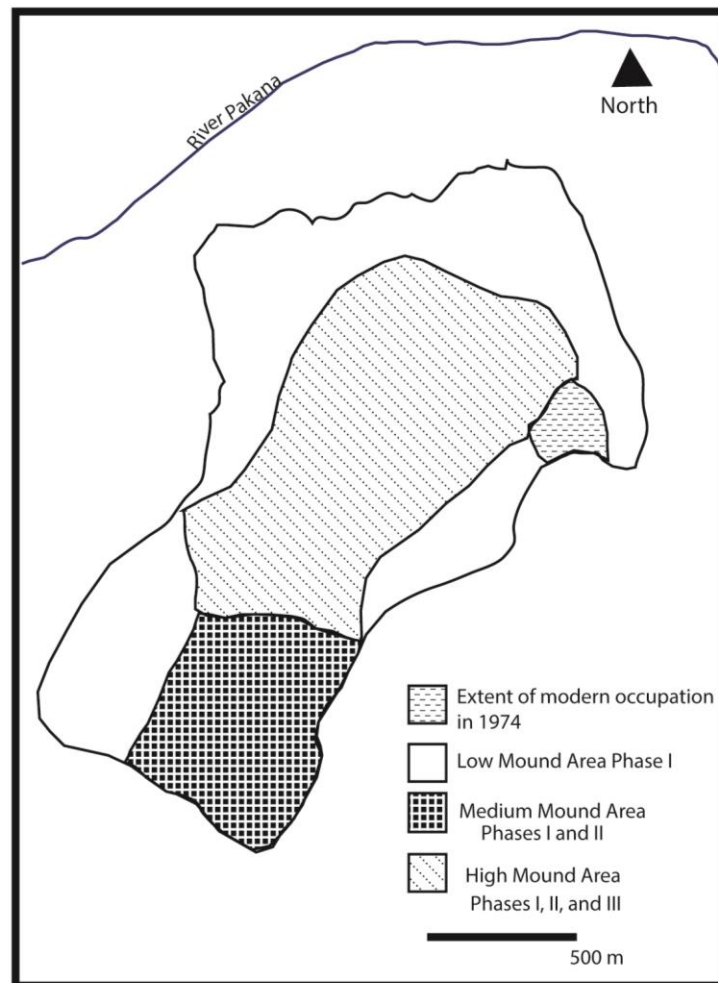 River Pakana
North
Extent of modern occupation
in 1974
Low Mound Area Phase I
Medium Mound Area
Phases I and II
High Mound Area
Phases I, II, and III
500 m